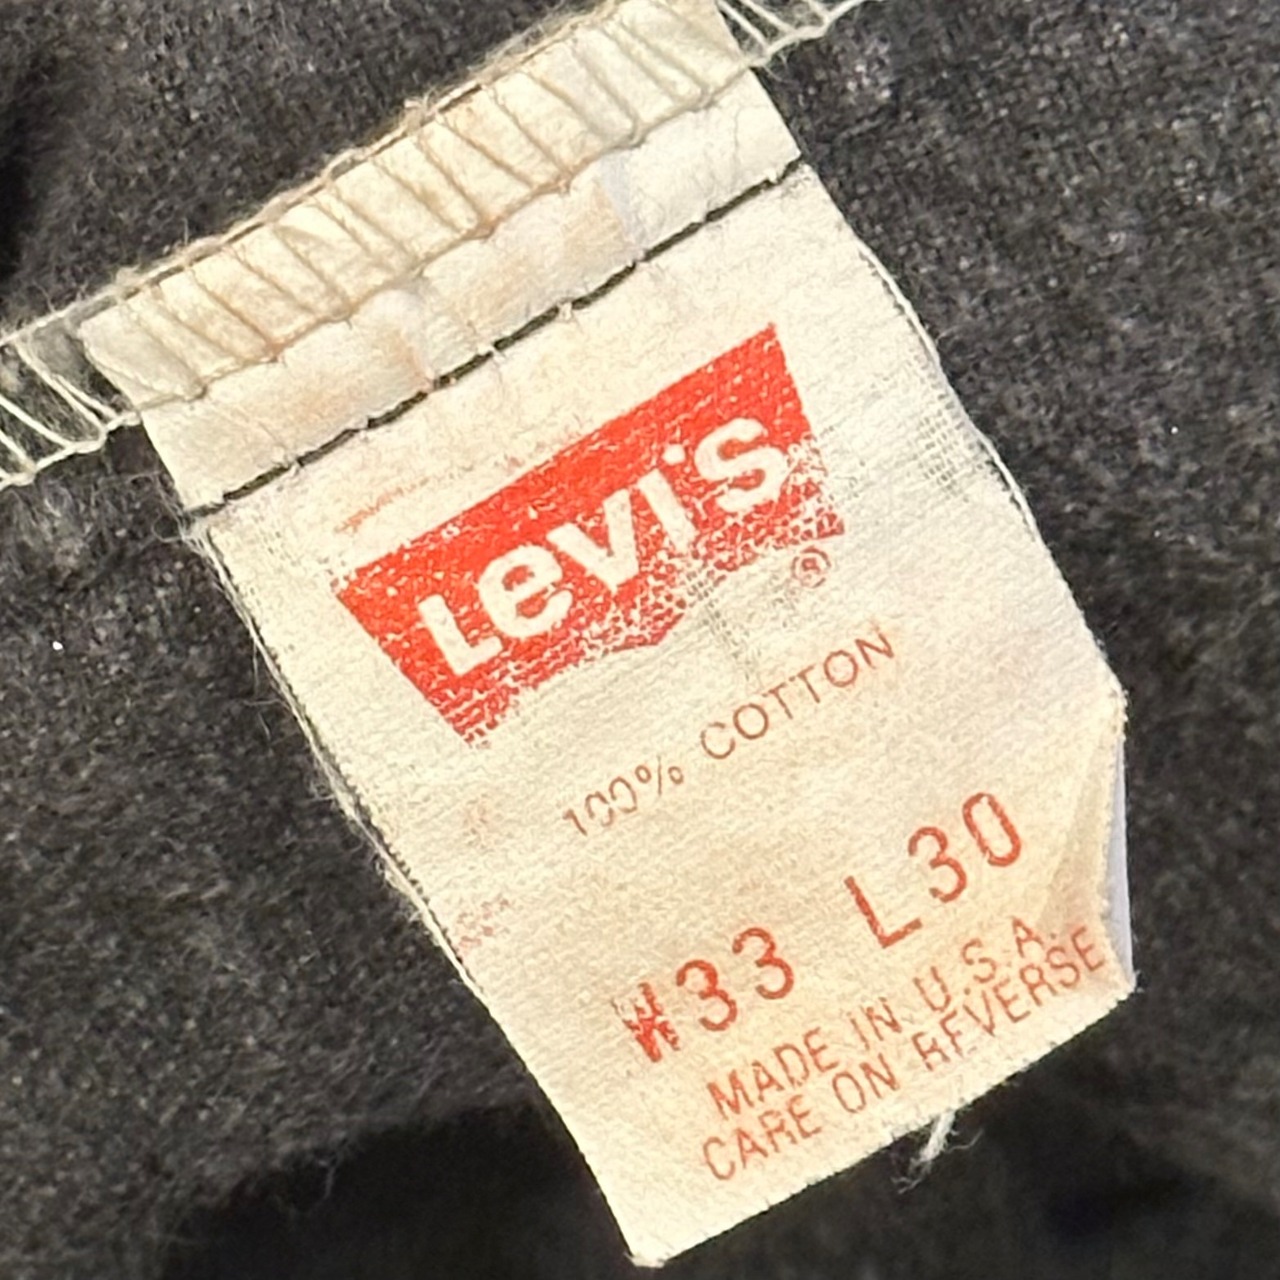 Levi's
®
100% COTTON
W33 L30
MADE IN U.S.A.
CARE ON REVERSE